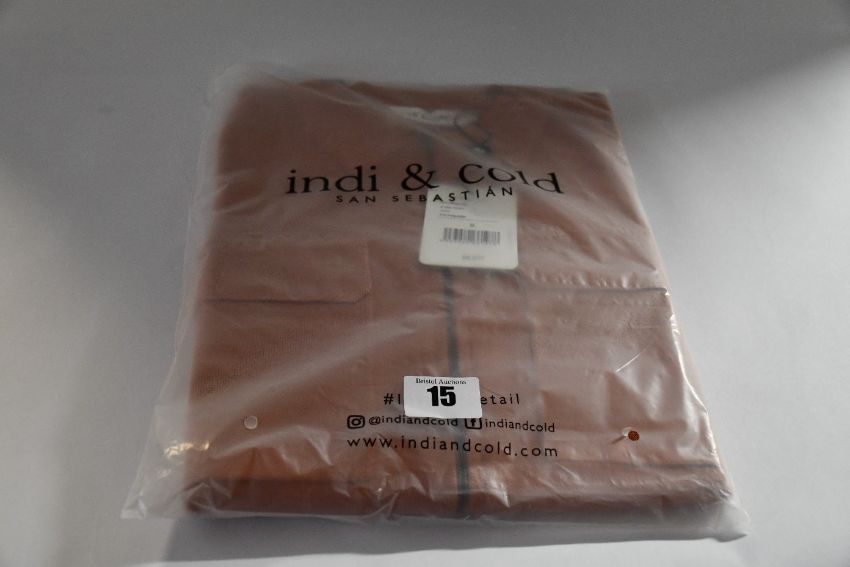 indi & Cold
SAN SEBASTIÁN
Bristol Auctions
15
etail
@indiandcold indiandcold
www.indiandcold.com